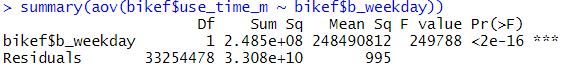 > summary(aov(bikef$use_time_m ~ bikef$b_weekday))
Df Sum Sq Mean Sq F value Pr(>F)
bikef$b_weekday 1 2.485e+08 248490812 249788 <2e-16 ***
Residuals 33254478 3.308e+10 995